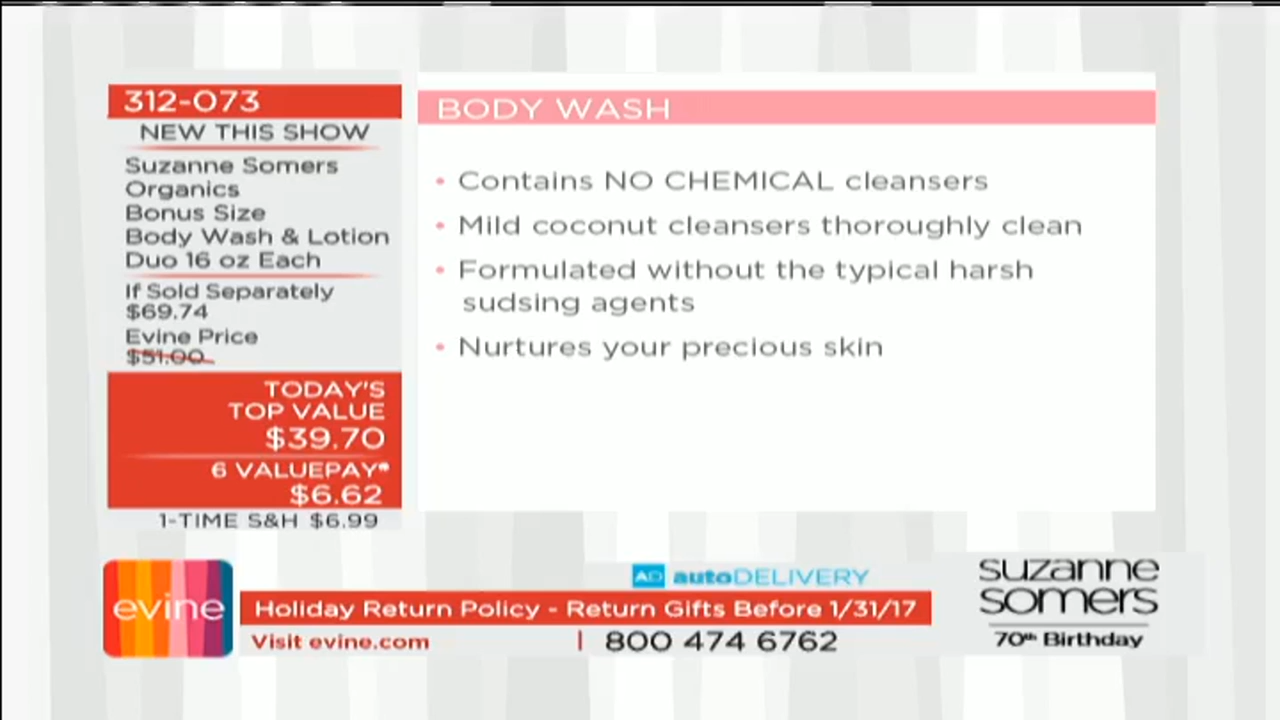 312-073
NEW THIS SHOW
Suzanne Somers
Organics
Bonus Size
Body Wash & Lotion
Duo 16 oz Each
If Sold Separately
$69.74
Evine Price
$51.00
TODAY'S
TOP VALUE
$39.70
6 VALUEPAY®
$6.62
1-TIME S&H $6.99
BODY WASH
• Contains NO CHEMICAL cleansers
• Mild coconut cleansers thoroughly clean
• Formulated without the typical harsh
sudsing agents
• Nurtures your precious skin
evine
AD autoDELIVERY
Holiday Return Policy - Return Gifts Before 1/31/17
Visit evine.com | 800 474 6762
suzanne
somers
70th Birthday